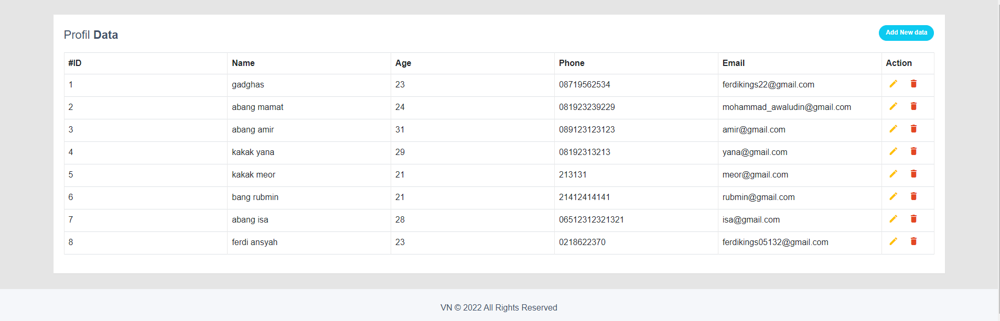 Profil Data
Add New data
#ID Name Age Phone Email Action
1 gadghas 23 08719562534 ferdikings22@gmail.com
2 abang mamat 24 081923239229 mohammad_awaludin@gmail.com
3 abang amir 31 089123123123 amir@gmail.com
4 kakak yana 29 08192313213 yana@gmail.com
5 kakak meor 21 213131 meor@gmail.com
6 bang rubmin 21 21412414141 rubmin@gmail.com
7 abang isa 28 06512312321321 isa@gmail.com
8 ferdi ansyah 23 0218622370 ferdikings05132@gmail.com
VN © 2022 All Rights Reserved